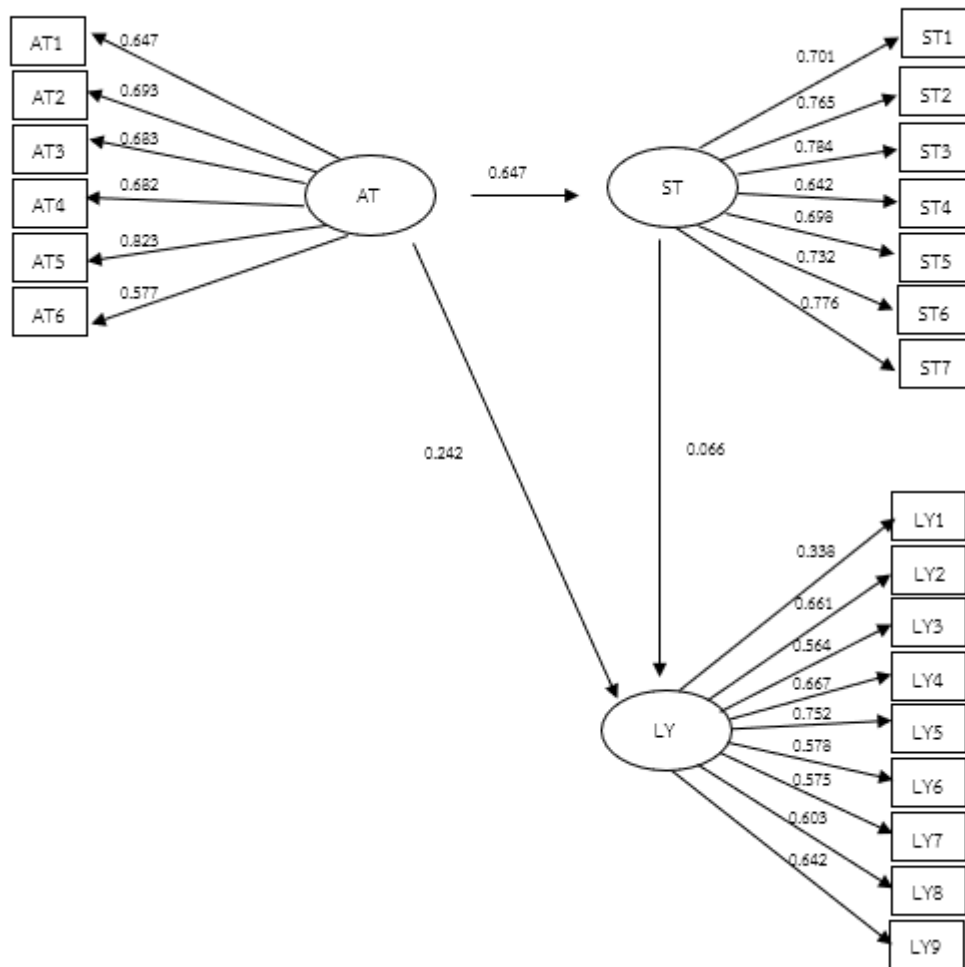 AT1
AT2
AT3
AT4
AT5
AT6
0.647
0.693
0.683
0.682
0.823
0.577
AT
0.647
ST
0.701
0.765
0.784
0.642
0.698
0.732
0.776
ST1
ST2
ST3
ST4
ST5
ST6
ST7
0.242
0.066
LY
0.338
0.661
0.564
0.667
0.752
0.578
0.575
0.603
0.642
LY1
LY2
LY3
LY4
LY5
LY6
LY7
LY8
LY9